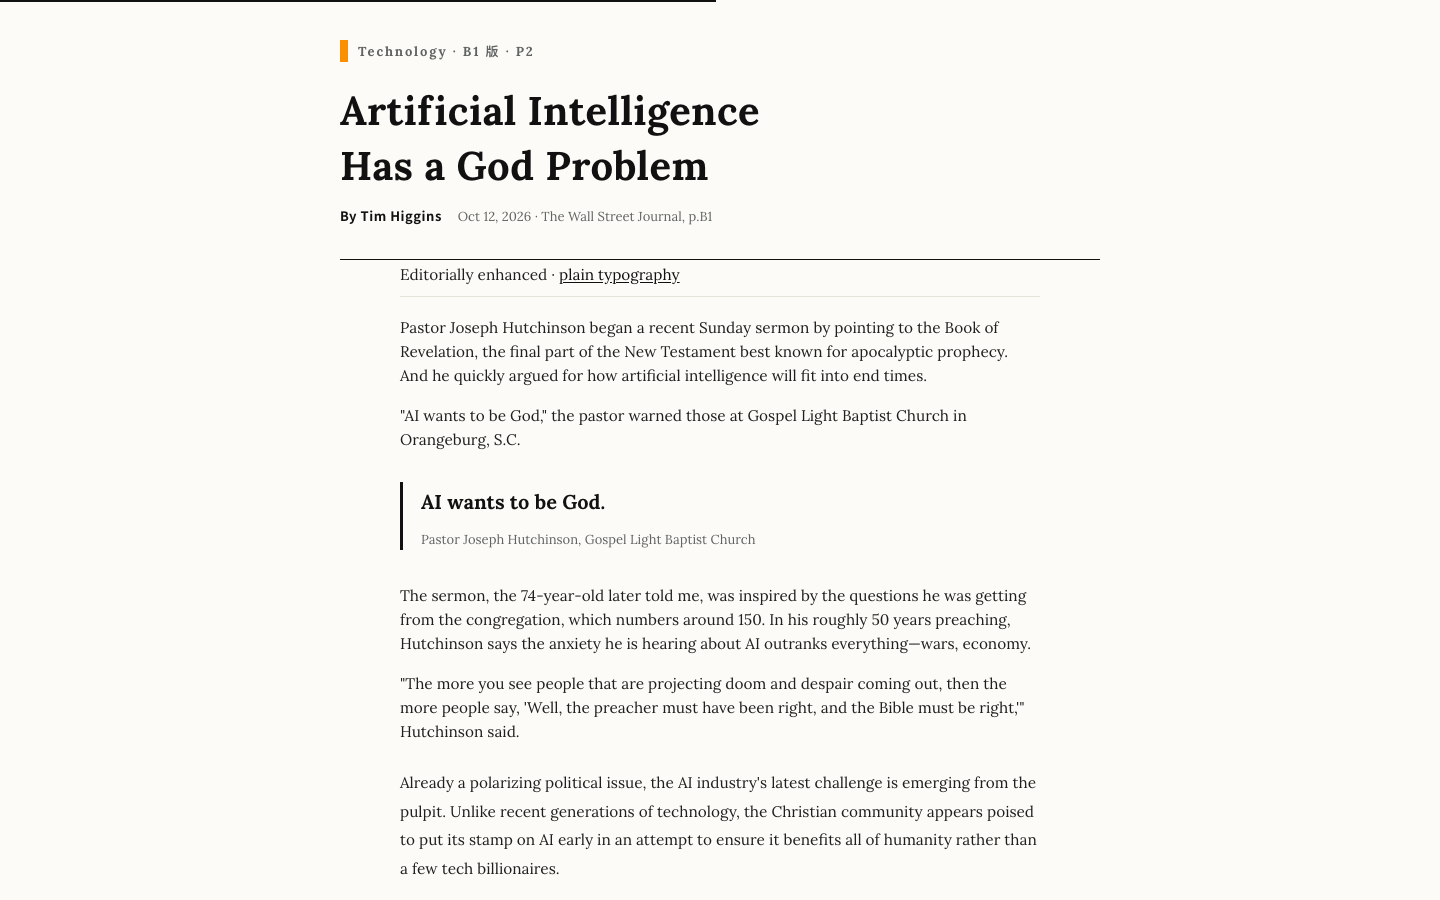 Technology · B1 版 · P2
Artificial Intelligence
Has a God Problem
By Tim Higgins Oct 12, 2026 · The Wall Street Journal, p.B1
Editorially enhanced · plain typography
Pastor Joseph Hutchinson began a recent Sunday sermon by pointing to the Book of
Revelation, the final part of the New Testament best known for apocalyptic prophecy.
And he quickly argued for how artificial intelligence will fit into end times.
"AI wants to be God," the pastor warned those at Gospel Light Baptist Church in
Orangeburg, S.C.
AI wants to be God.
Pastor Joseph Hutchinson, Gospel Light Baptist Church
The sermon, the 74-year-old later told me, was inspired by the questions he was getting
from the congregation, which numbers around 150. In his roughly 50 years preaching,
Hutchinson says the anxiety he is hearing about AI outranks everything—wars, economy.
"The more you see people that are projecting doom and despair coming out, then the
more people say, 'Well, the preacher must have been right, and the Bible must be right,'"
Hutchinson said.
Already a polarizing political issue, the AI industry's latest challenge is emerging from the
pulpit. Unlike recent generations of technology, the Christian community appears poised
to put its stamp on AI early in an attempt to ensure it benefits all of humanity rather than
a few tech billionaires.